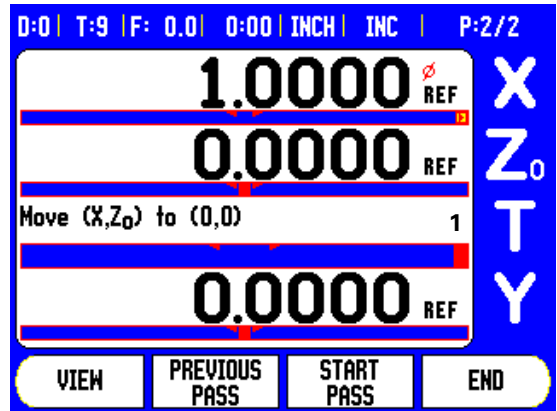 D:0 | T:9 | F: 0.0 | 0:00 | INCH | INC | P:2/2
1.0000 Ø REF X
0.0000 REF Z0
Move (X,Z0) to (0,0) 1 T
0.0000 REF Y
VIEW PREVIOUS PASS START PASS END